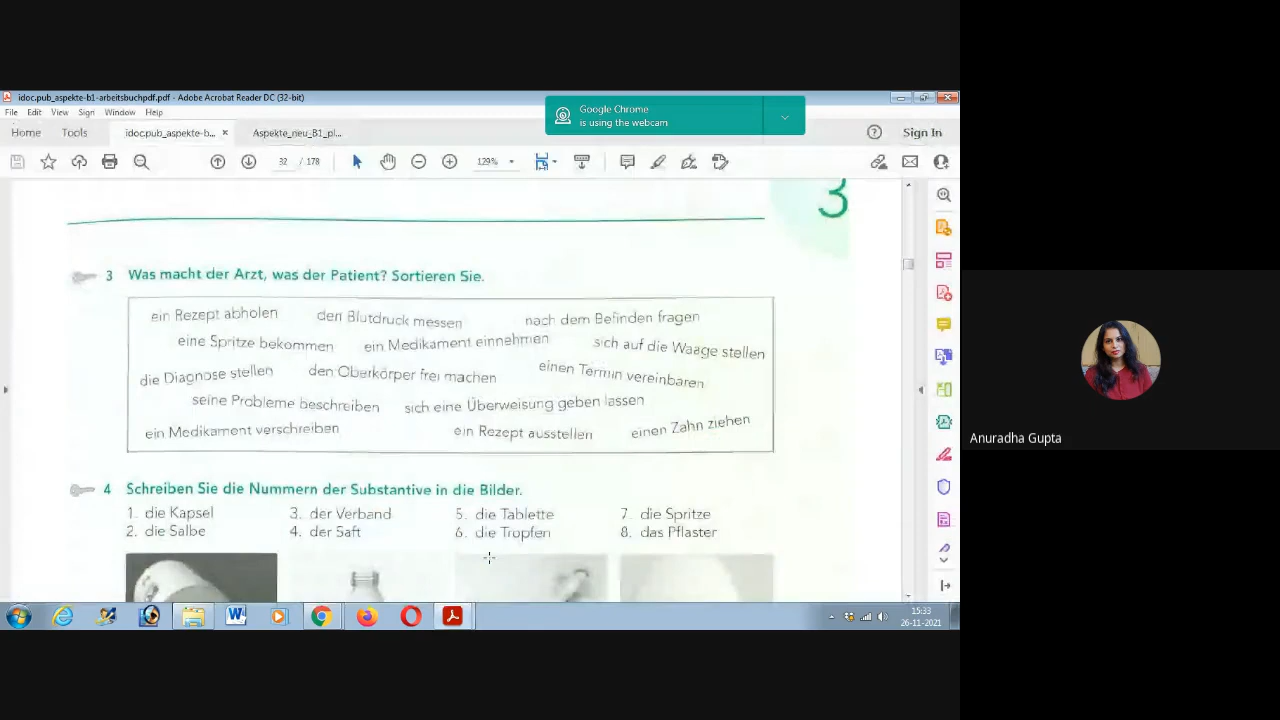 idoc.pub_aspekte-b1-arbeitsbuchpdf.pdf - Adobe Acrobat Reader DC (32-bit)
File Edit View Sign Window Help
Google Chrome
is using the webcam
Home Tools idoc.pub_aspekte-b... × Aspekte_neu_B1_pl... Sign In
32 / 178 129%
3
3 Was macht der Arzt, was der Patient? Sortieren Sie.
ein Rezept abholen den Blutdruck messen nach dem Befinden fragen
eine Spritze bekommen ein Medikament einnehmen sich auf die Waage stellen
die Diagnose stellen den Oberkörper frei machen einen Termin vereinbaren
seine Probleme beschreiben sich eine Überweisung geben lassen
ein Medikament verschreiben ein Rezept ausstellen einen Zahn ziehen
4 Schreiben Sie die Nummern der Substantive in die Bilder.
1. die Kapsel 3. der Verband 5. die Tablette 7. die Spritze
2. die Salbe 4. der Saft 6. die Tropfen 8. das Pflaster
15:33
26-11-2021
Anuradha Gupta